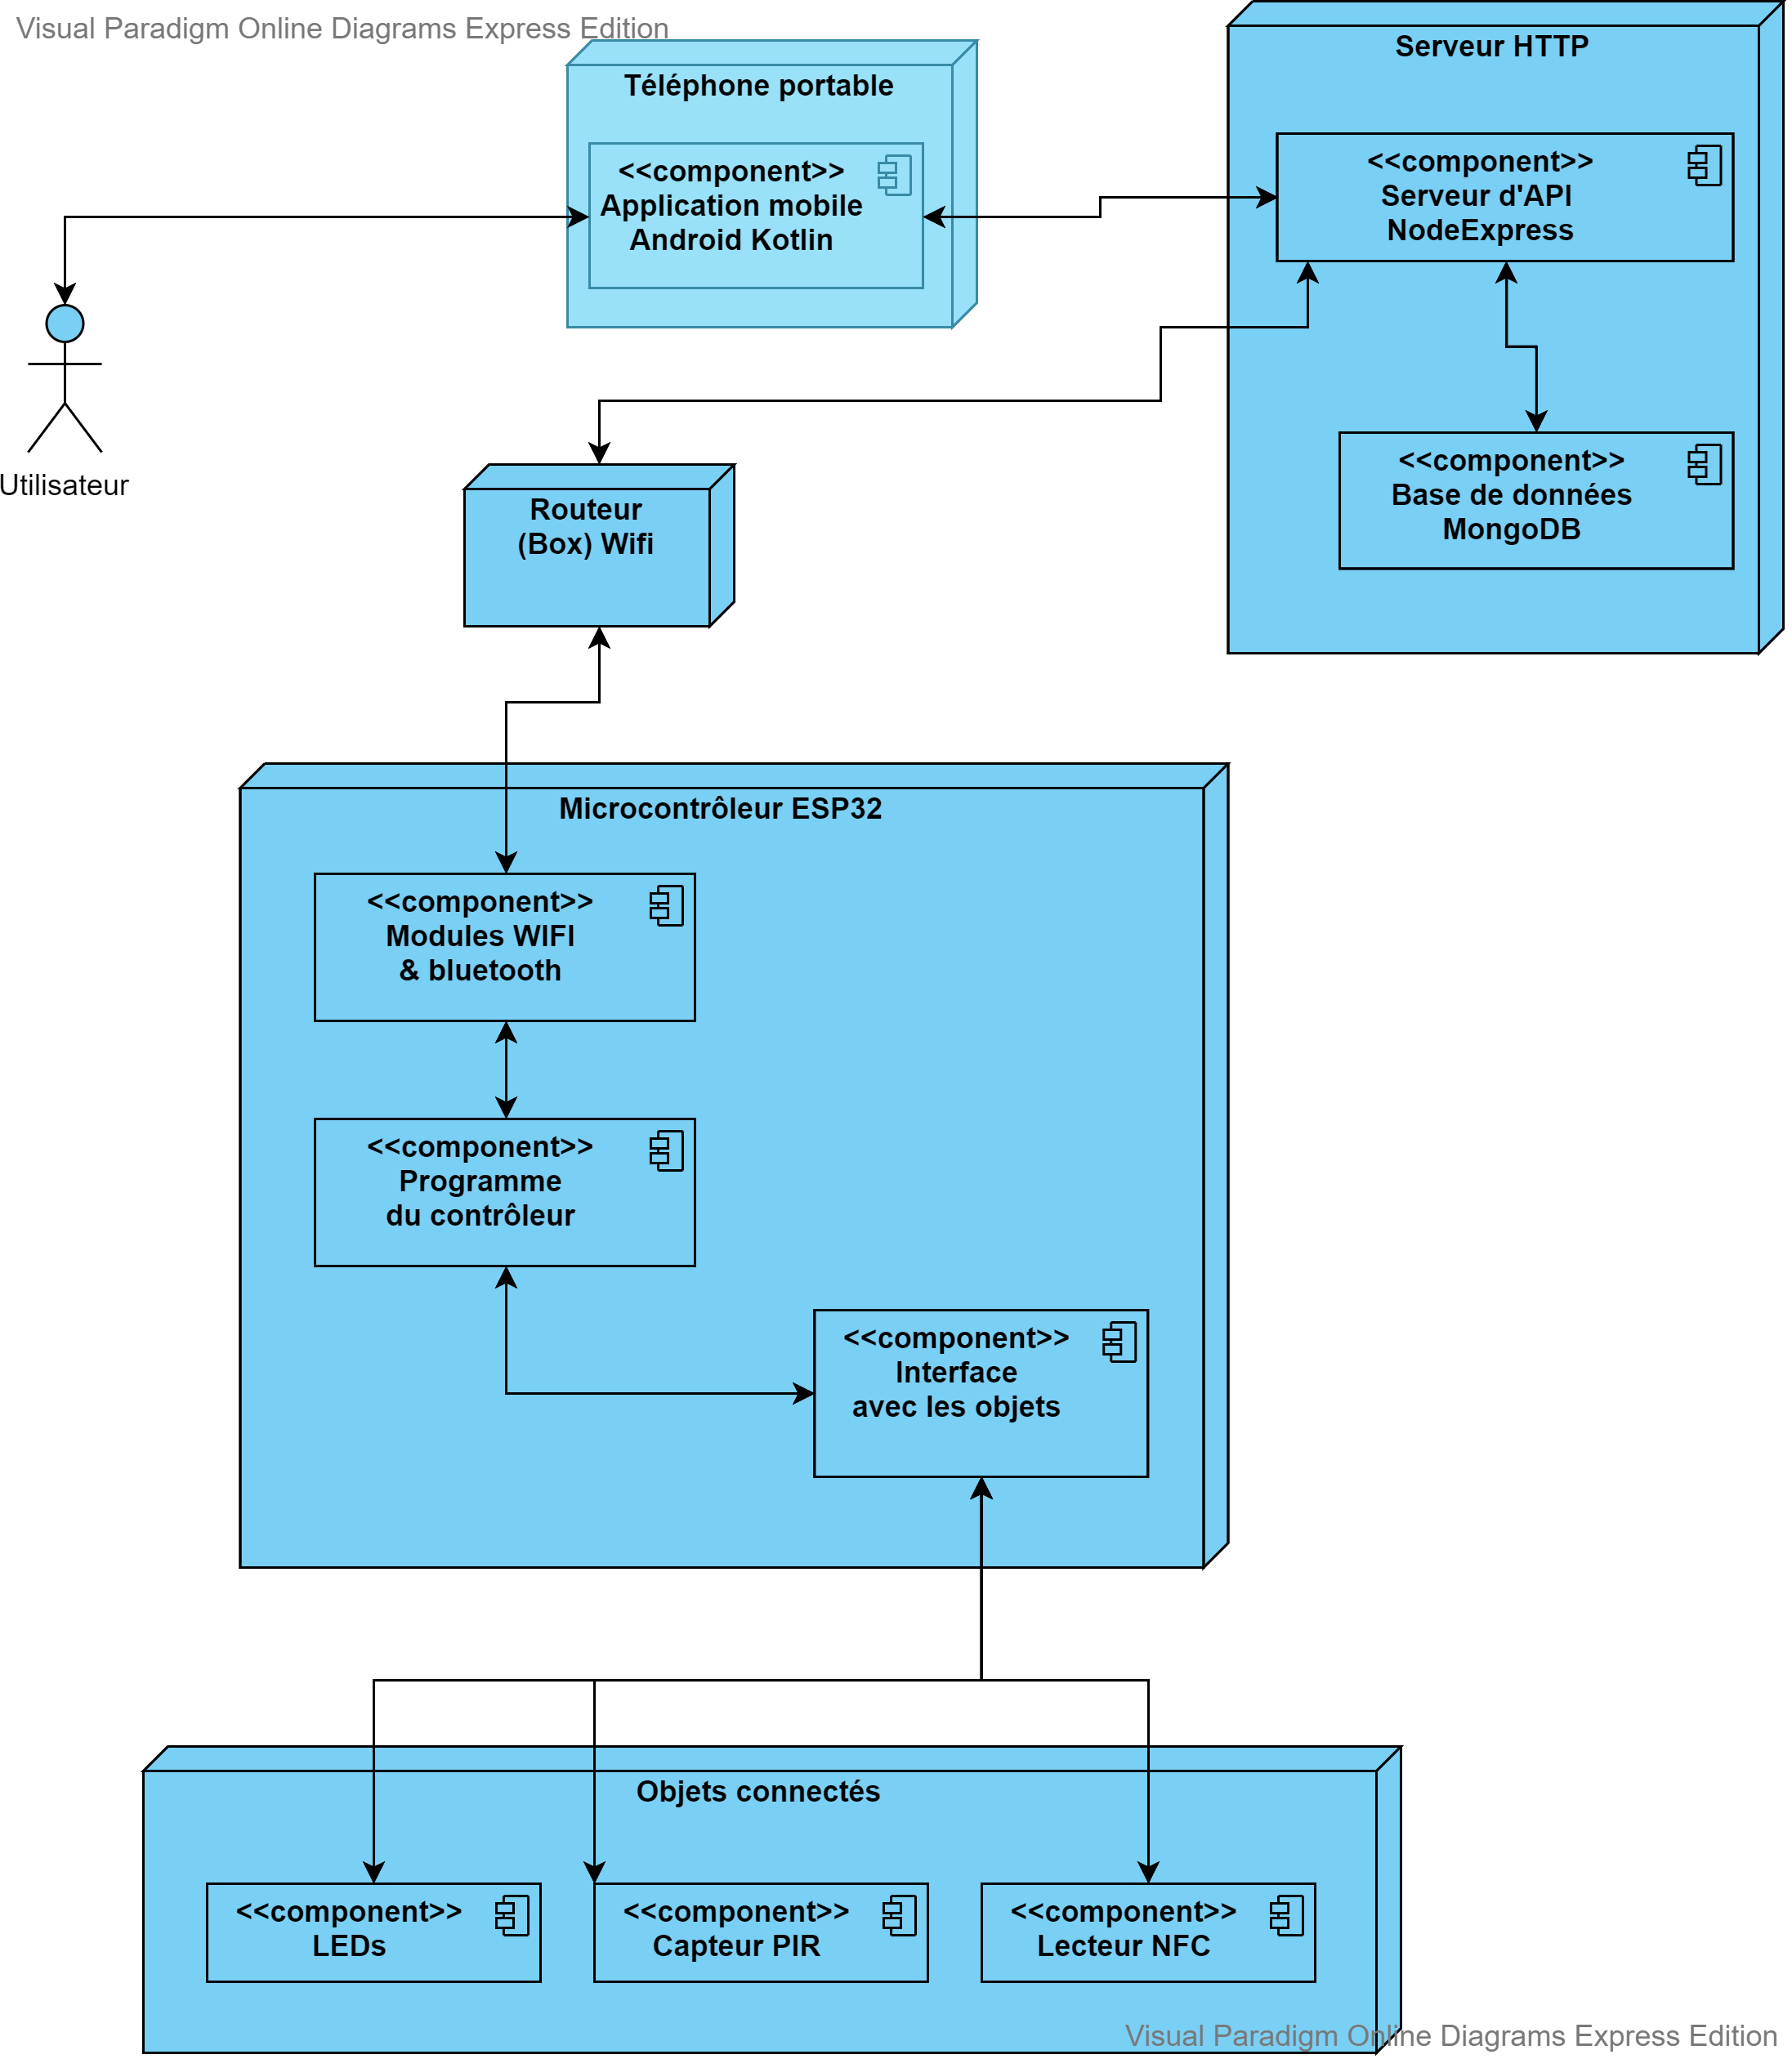 Visual Paradigm Online Diagrams Express Edition
Téléphone portable
<<component>>
Application mobile
Android Kotlin
Serveur HTTP
<<component>>
Serveur d'API
NodeExpress
<<component>>
Base de données
MongoDB
Utilisateur
Routeur
(Box) Wifi
Microcontrôleur ESP32
<<component>>
Modules WIFI
& bluetooth
<<component>>
Programme
du contrôleur
<<component>>
Interface
avec les objets
Objets connectés
<<component>>
LEDs
<<component>>
Capteur PIR
<<component>>
Lecteur NFC
Visual Paradigm Online Diagrams Express Edition